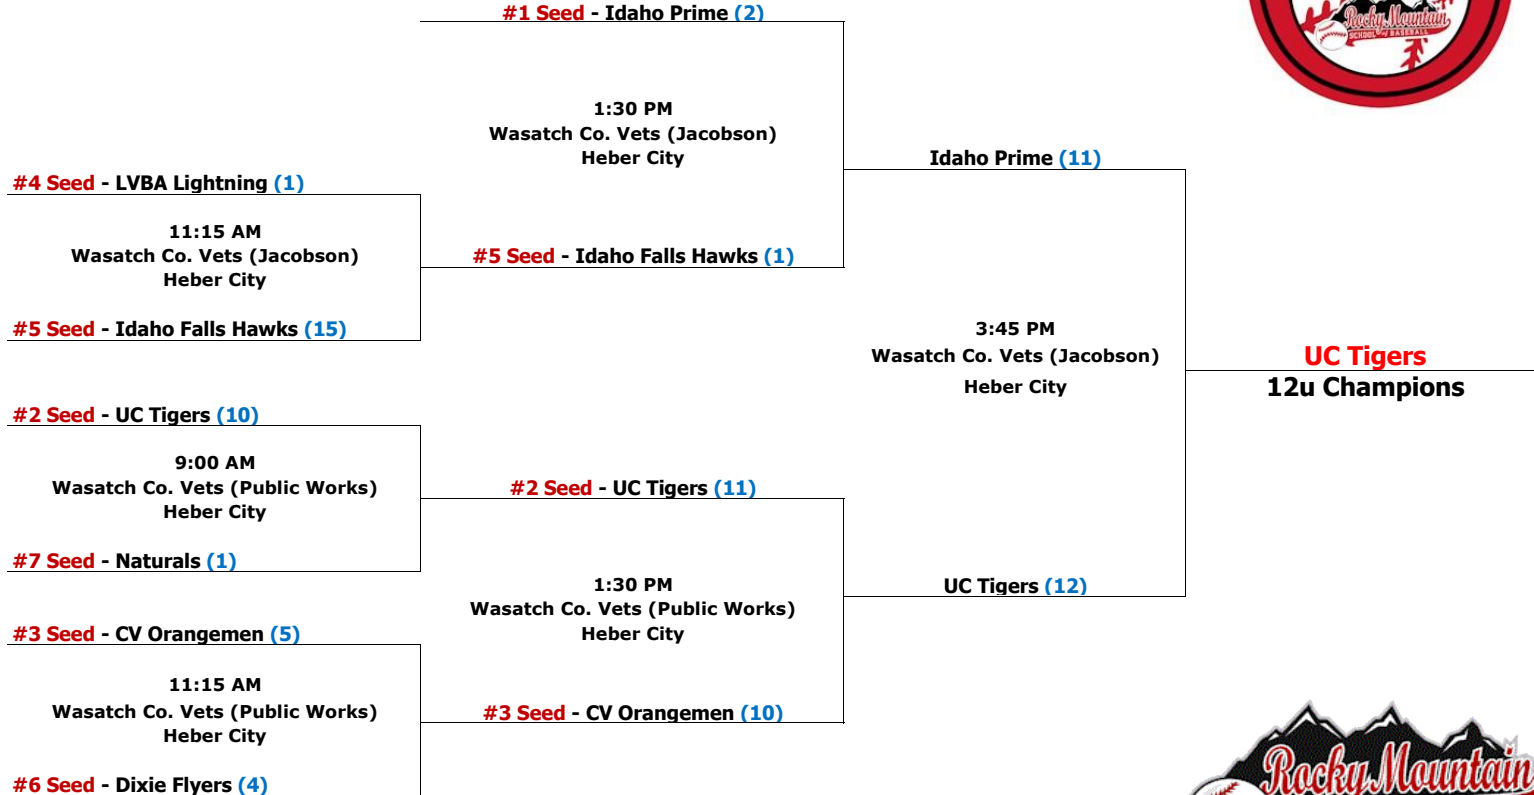 #1 Seed - Idaho Prime (2)
Rocky Mountain
SCHOOL of BASEBALL
1:30 PM
Wasatch Co. Vets (Jacobson)
Heber City
Idaho Prime (11)
#4 Seed - LVBA Lightning (1)
11:15 AM
Wasatch Co. Vets (Jacobson)
Heber City
#5 Seed - Idaho Falls Hawks (1)
#5 Seed - Idaho Falls Hawks (15)
3:45 PM
Wasatch Co. Vets (Jacobson)
Heber City
UC Tigers
12u Champions
#2 Seed - UC Tigers (10)
9:00 AM
Wasatch Co. Vets (Public Works)
Heber City
#2 Seed - UC Tigers (11)
#7 Seed - Naturals (1)
1:30 PM
Wasatch Co. Vets (Public Works)
Heber City
UC Tigers (12)
#3 Seed - CV Orangemen (5)
11:15 AM
Wasatch Co. Vets (Public Works)
Heber City
#3 Seed - CV Orangemen (10)
#6 Seed - Dixie Flyers (4)
Rocky Mountain